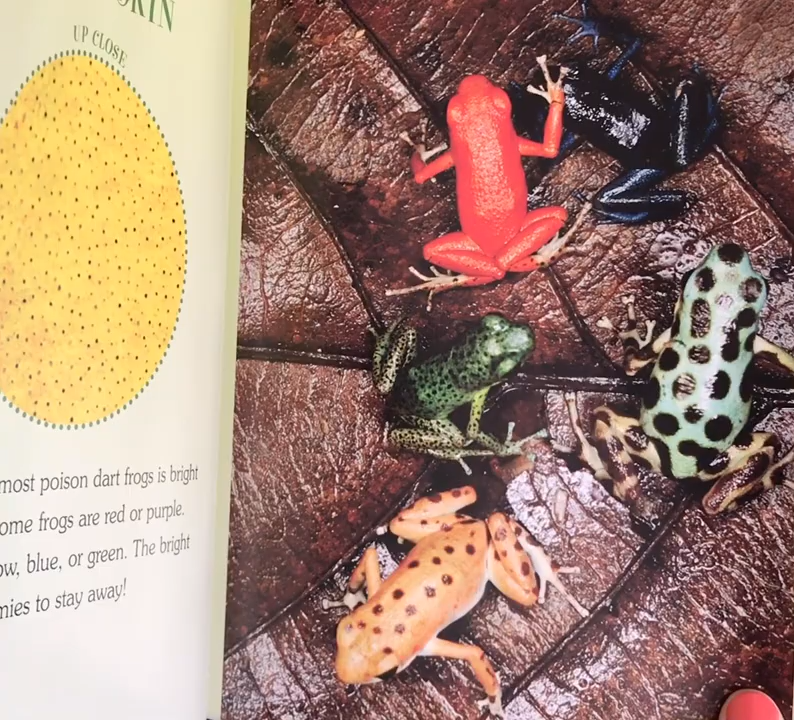 UP CLOSE
most poison dart frogs is bright
ome frogs are red or purple.
ow, blue, or green. The bright
mies to stay away!